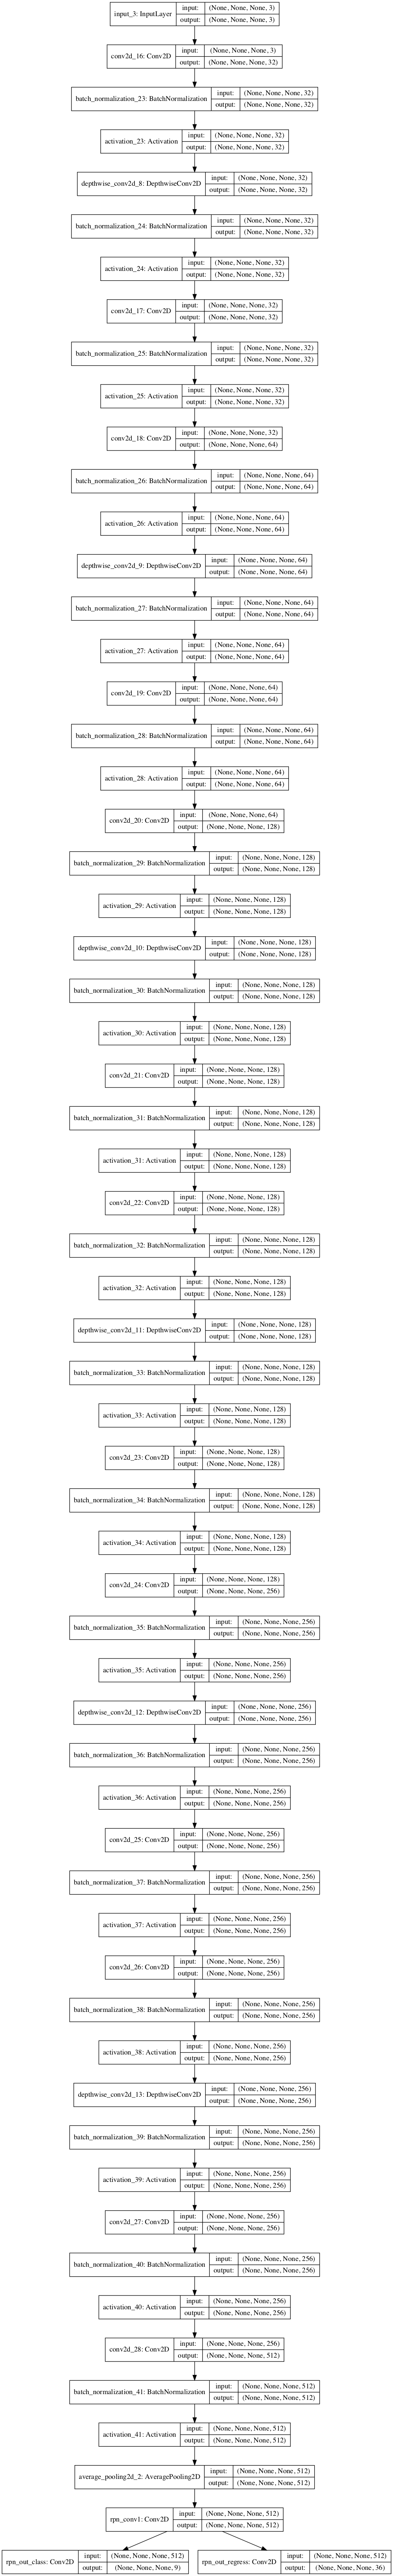 input_3: InputLayer
input: (None, None, None, 3)
output: (None, None, None, 3)
conv2d_16: Conv2D
input: (None, None, None, 3)
output: (None, None, None, 32)
batch_normalization_23: BatchNormalization
input: (None, None, None, 32)
output: (None, None, None, 32)
activation_23: Activation
input: (None, None, None, 32)
output: (None, None, None, 32)
depthwise_conv2d_8: DepthwiseConv2D
input: (None, None, None, 32)
output: (None, None, None, 32)
batch_normalization_24: BatchNormalization
input: (None, None, None, 32)
output: (None, None, None, 32)
activation_24: Activation
input: (None, None, None, 32)
output: (None, None, None, 32)
conv2d_17: Conv2D
input: (None, None, None, 32)
output: (None, None, None, 32)
batch_normalization_25: BatchNormalization
input: (None, None, None, 32)
output: (None, None, None, 32)
activation_25: Activation
input: (None, None, None, 32)
output: (None, None, None, 32)
conv2d_18: Conv2D
input: (None, None, None, 32)
output: (None, None, None, 64)
batch_normalization_26: BatchNormalization
input: (None, None, None, 64)
output: (None, None, None, 64)
activation_26: Activation
input: (None, None, None, 64)
output: (None, None, None, 64)
depthwise_conv2d_9: DepthwiseConv2D
input: (None, None, None, 64)
output: (None, None, None, 64)
batch_normalization_27: BatchNormalization
input: (None, None, None, 64)
output: (None, None, None, 64)
activation_27: Activation
input: (None, None, None, 64)
output: (None, None, None, 64)
conv2d_19: Conv2D
input: (None, None, None, 64)
output: (None, None, None, 64)
batch_normalization_28: BatchNormalization
input: (None, None, None, 64)
output: (None, None, None, 64)
activation_28: Activation
input: (None, None, None, 64)
output: (None, None, None, 64)
conv2d_20: Conv2D
input: (None, None, None, 64)
output: (None, None, None, 128)
batch_normalization_29: BatchNormalization
input: (None, None, None, 128)
output: (None, None, None, 128)
activation_29: Activation
input: (None, None, None, 128)
output: (None, None, None, 128)
depthwise_conv2d_10: DepthwiseConv2D
input: (None, None, None, 128)
output: (None, None, None, 128)
batch_normalization_30: BatchNormalization
input: (None, None, None, 128)
output: (None, None, None, 128)
activation_30: Activation
input: (None, None, None, 128)
output: (None, None, None, 128)
conv2d_21: Conv2D
input: (None, None, None, 128)
output: (None, None, None, 128)
batch_normalization_31: BatchNormalization
input: (None, None, None, 128)
output: (None, None, None, 128)
activation_31: Activation
input: (None, None, None, 128)
output: (None, None, None, 128)
conv2d_22: Conv2D
input: (None, None, None, 128)
output: (None, None, None, 128)
batch_normalization_32: BatchNormalization
input: (None, None, None, 128)
output: (None, None, None, 128)
activation_32: Activation
input: (None, None, None, 128)
output: (None, None, None, 128)
depthwise_conv2d_11: DepthwiseConv2D
input: (None, None, None, 128)
output: (None, None, None, 128)
batch_normalization_33: BatchNormalization
input: (None, None, None, 128)
output: (None, None, None, 128)
activation_33: Activation
input: (None, None, None, 128)
output: (None, None, None, 128)
conv2d_23: Conv2D
input: (None, None, None, 128)
output: (None, None, None, 128)
batch_normalization_34: BatchNormalization
input: (None, None, None, 128)
output: (None, None, None, 128)
activation_34: Activation
input: (None, None, None, 128)
output: (None, None, None, 128)
conv2d_24: Conv2D
input: (None, None, None, 128)
output: (None, None, None, 256)
batch_normalization_35: BatchNormalization
input: (None, None, None, 256)
output: (None, None, None, 256)
activation_35: Activation
input: (None, None, None, 256)
output: (None, None, None, 256)
depthwise_conv2d_12: DepthwiseConv2D
input: (None, None, None, 256)
output: (None, None, None, 256)
batch_normalization_36: BatchNormalization
input: (None, None, None, 256)
output: (None, None, None, 256)
activation_36: Activation
input: (None, None, None, 256)
output: (None, None, None, 256)
conv2d_25: Conv2D
input: (None, None, None, 256)
output: (None, None, None, 256)
batch_normalization_37: BatchNormalization
input: (None, None, None, 256)
output: (None, None, None, 256)
activation_37: Activation
input: (None, None, None, 256)
output: (None, None, None, 256)
conv2d_26: Conv2D
input: (None, None, None, 256)
output: (None, None, None, 256)
batch_normalization_38: BatchNormalization
input: (None, None, None, 256)
output: (None, None, None, 256)
activation_38: Activation
input: (None, None, None, 256)
output: (None, None, None, 256)
depthwise_conv2d_13: DepthwiseConv2D
input: (None, None, None, 256)
output: (None, None, None, 256)
batch_normalization_39: BatchNormalization
input: (None, None, None, 256)
output: (None, None, None, 256)
activation_39: Activation
input: (None, None, None, 256)
output: (None, None, None, 256)
conv2d_27: Conv2D
input: (None, None, None, 256)
output: (None, None, None, 256)
batch_normalization_40: BatchNormalization
input: (None, None, None, 256)
output: (None, None, None, 256)
activation_40: Activation
input: (None, None, None, 256)
output: (None, None, None, 256)
conv2d_28: Conv2D
input: (None, None, None, 256)
output: (None, None, None, 512)
batch_normalization_41: BatchNormalization
input: (None, None, None, 512)
output: (None, None, None, 512)
activation_41: Activation
input: (None, None, None, 512)
output: (None, None, None, 512)
average_pooling2d_2: AveragePooling2D
input: (None, None, None, 512)
output: (None, None, None, 512)
rpn_conv1: Conv2D
input: (None, None, None, 512)
output: (None, None, None, 512)
rpn_out_class: Conv2D
input: (None, None, None, 512)
output: (None, None, None, 9)
rpn_out_regress: Conv2D
input: (None, None, None, 512)
output: (None, None, None, 36)